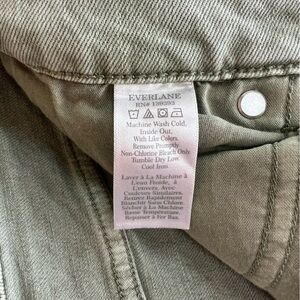 EVERLANE
RN# 139393
Machine Wash Cold,
Inside Out,
With Like Colors.
Remove Promptly
Non-Chlorine Bleach Only.
Tumble Dry Low.
Cool Iron.
Laver à La Machine à
L'eau Froide, à
L'envers, Avec
Couleurs Similaires.
Retirer Rapidement
Blanchir Sans Chlore.
Sécher à La Machine
Basse Température.
Repasser à Fer Bas.